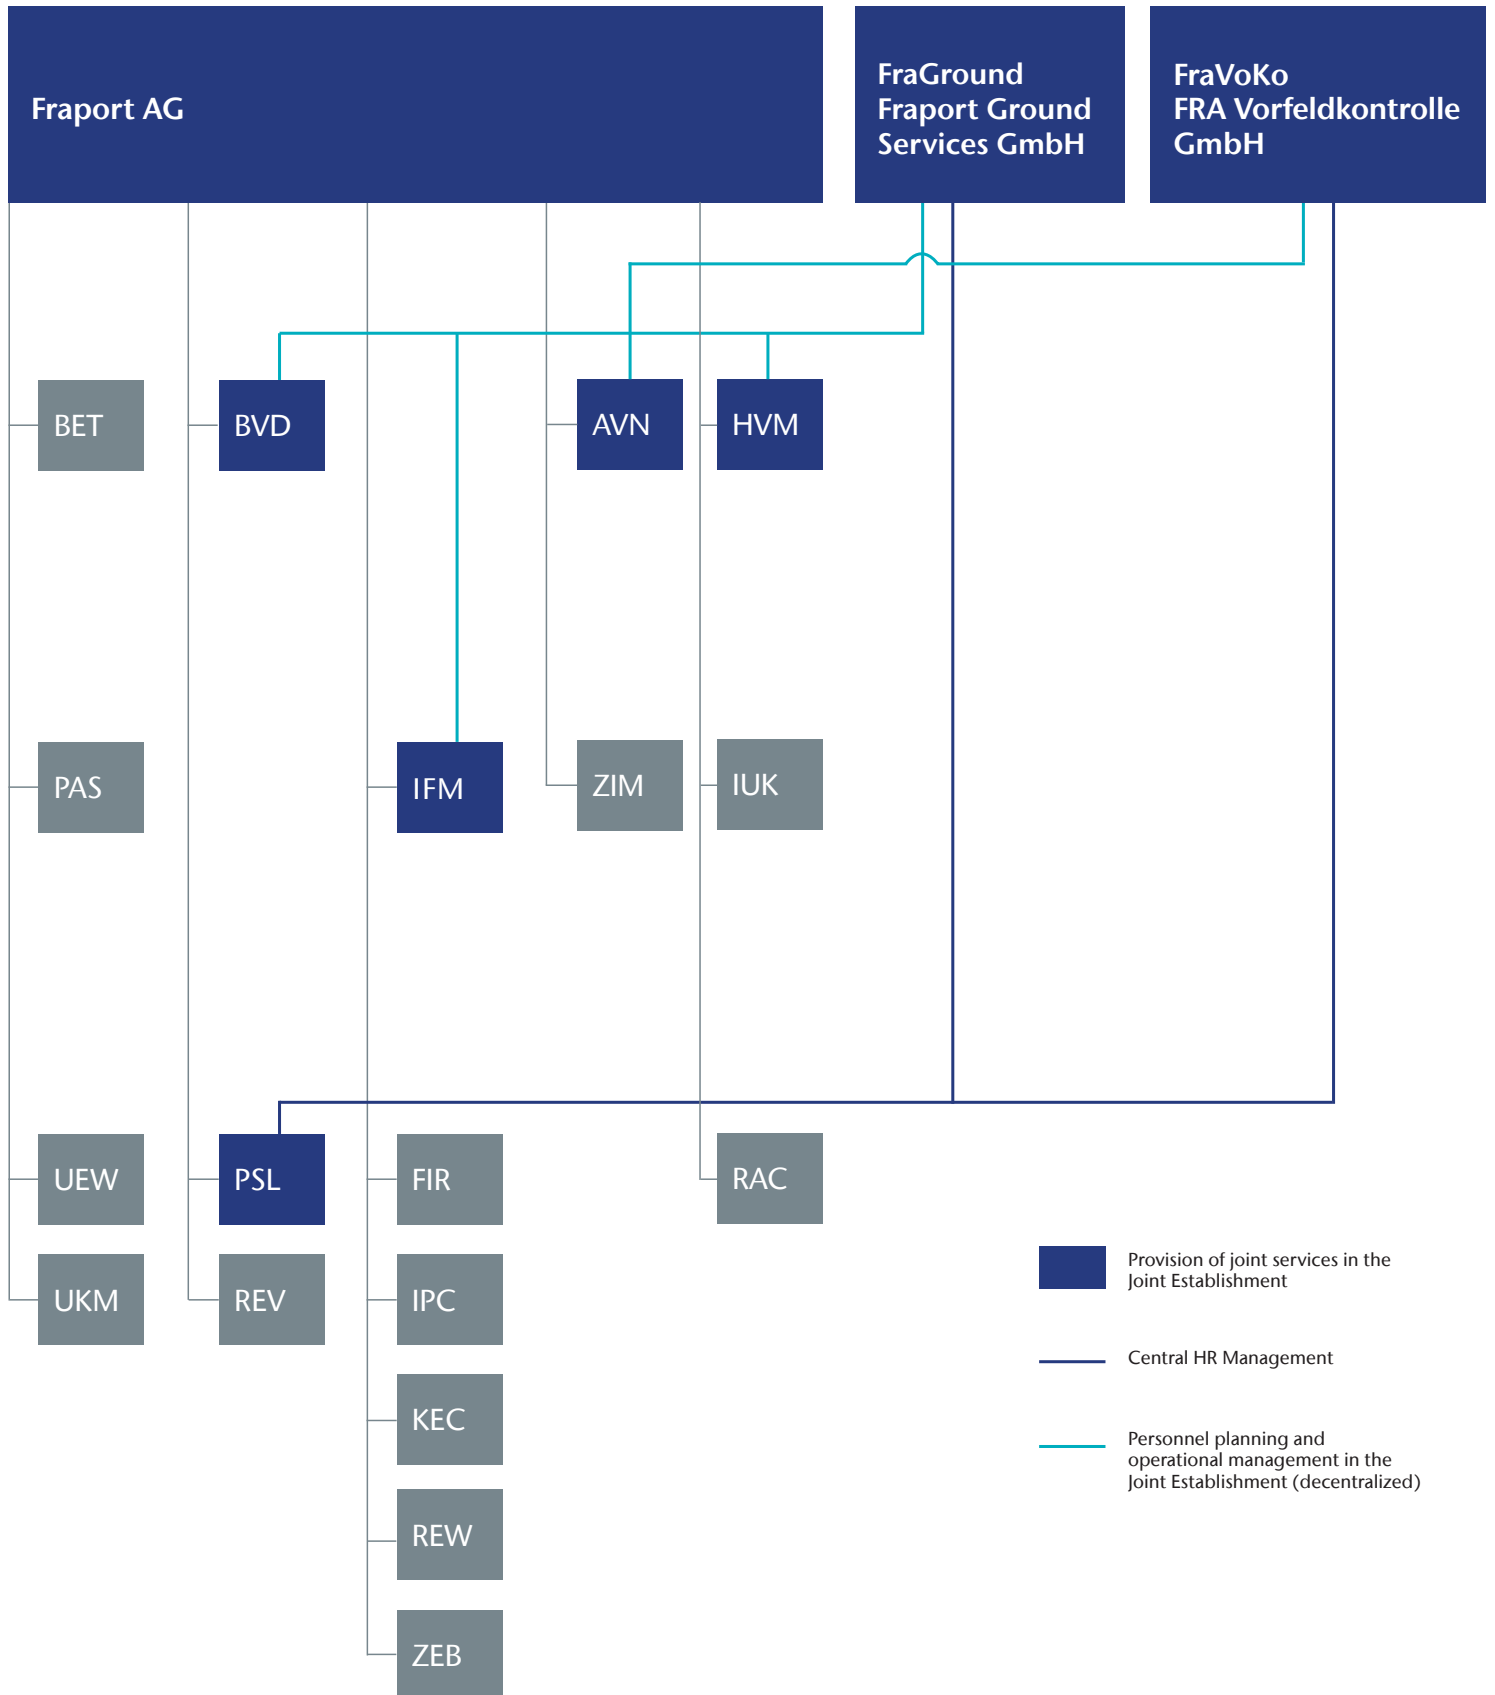 Fraport AG
FraGround
Fraport Ground
Services GmbH
FraVoKo
FRA Vorfeldkontrolle
GmbH
BET
BVD
AVN
HVM
PAS
IFM
ZIM
IUK
UEW
PSL
FIR
RAC
UKM
REV
IPC
KEC
REW
ZEB
Provision of joint services in the
Joint Establishment
Central HR Management
Personnel planning and
operational management in the
Joint Establishment (decentralized)